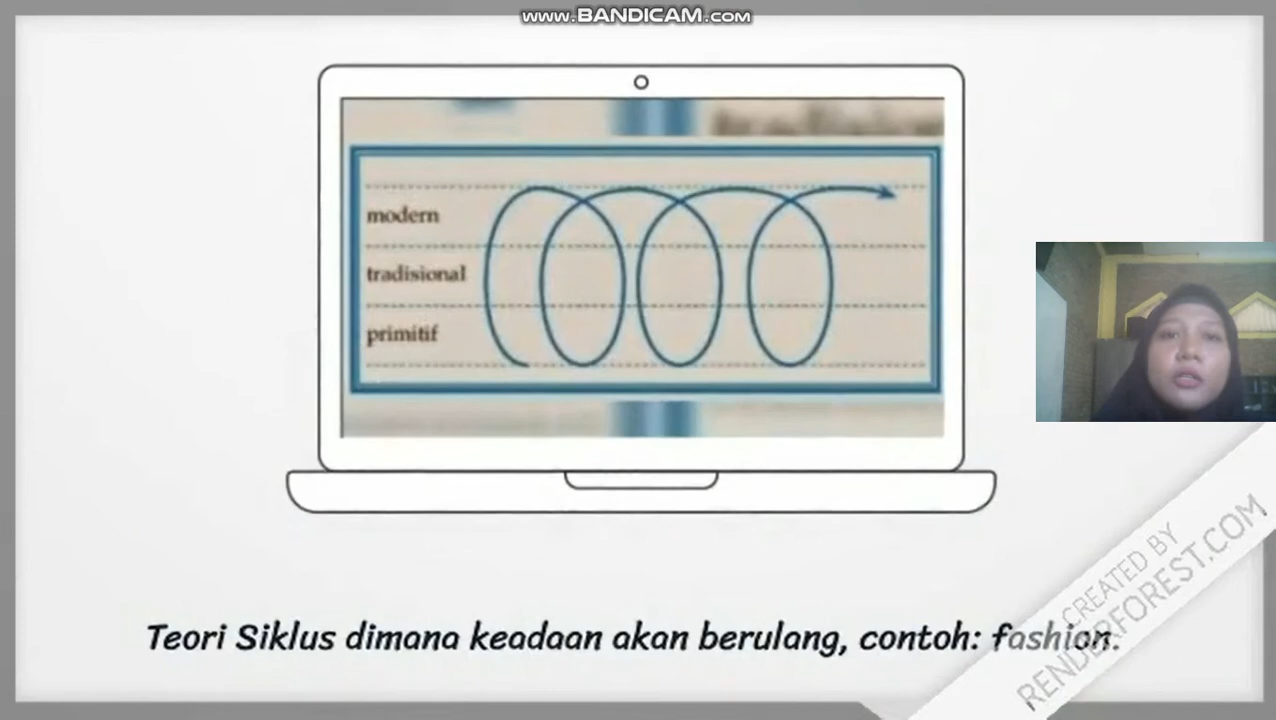 www.BANDICAM.com
modern
tradisional
primitif
Teori Siklus dimana keadaan akan berulang, contoh: fashion.
CREATED BY
RENDERFOREST.COM